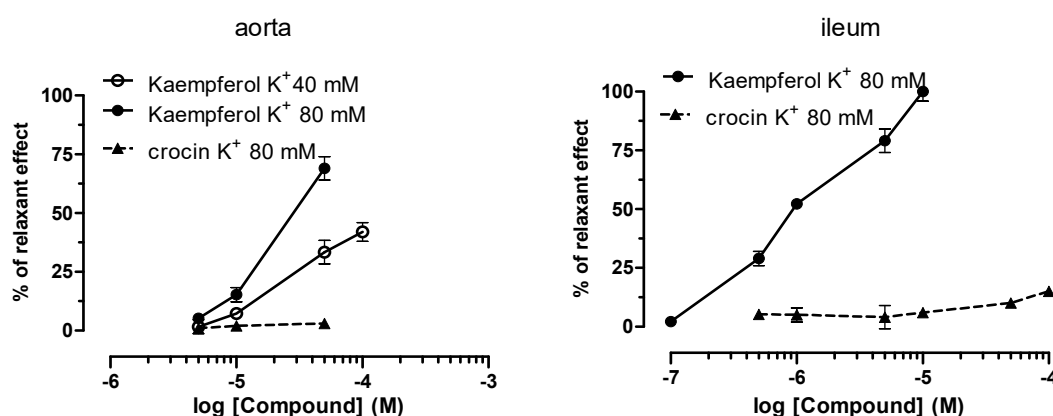 aorta
Kaempferol K+ 40 mM
Kaempferol K+ 80 mM
crocin K+ 80 mM
% of relaxant effect
100
75
50
25
0
-6
-5
-4
-3
log [Compound] (M)
ileum
Kaempferol K+ 80 mM
crocin K+ 80 mM
% of relaxant effect
100
75
50
25
0
-7
-6
-5
-4
log [Compound] (M)